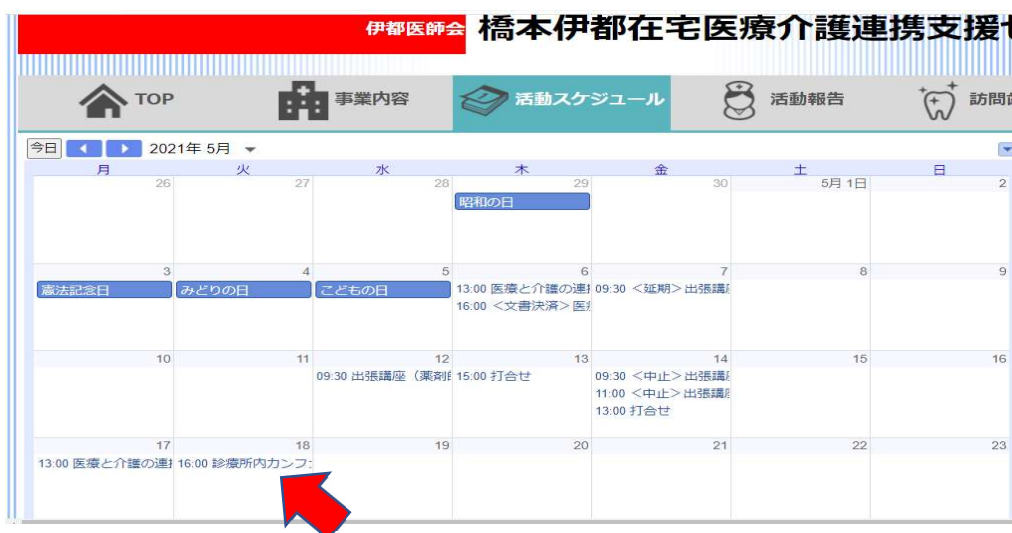 伊都医師会 橋本伊都在宅医療介護連携支援
TOP 事業内容 活動スケジュール 活動報告 訪問
今日 2021年 5月
月 火 水 木 金 土 日
26 27 28 29 30 5月 1日 2
昭和の日
3 4 5 6 7 8 9
憲法記念日 みどりの日 こどもの日 13:00 医療と介護の連 09:30 <延期>出張講
16:00 <文書決済>医
10 11 12 13 14 15 16
09:30 出張講座（薬剤 15:00 打合せ 09:30 <中止>出張講
11:00 <中止>出張講
13:00 打合せ
17 18 19 20 21 22 23
13:00 医療と介護の連 16:00 診療所内カンフ